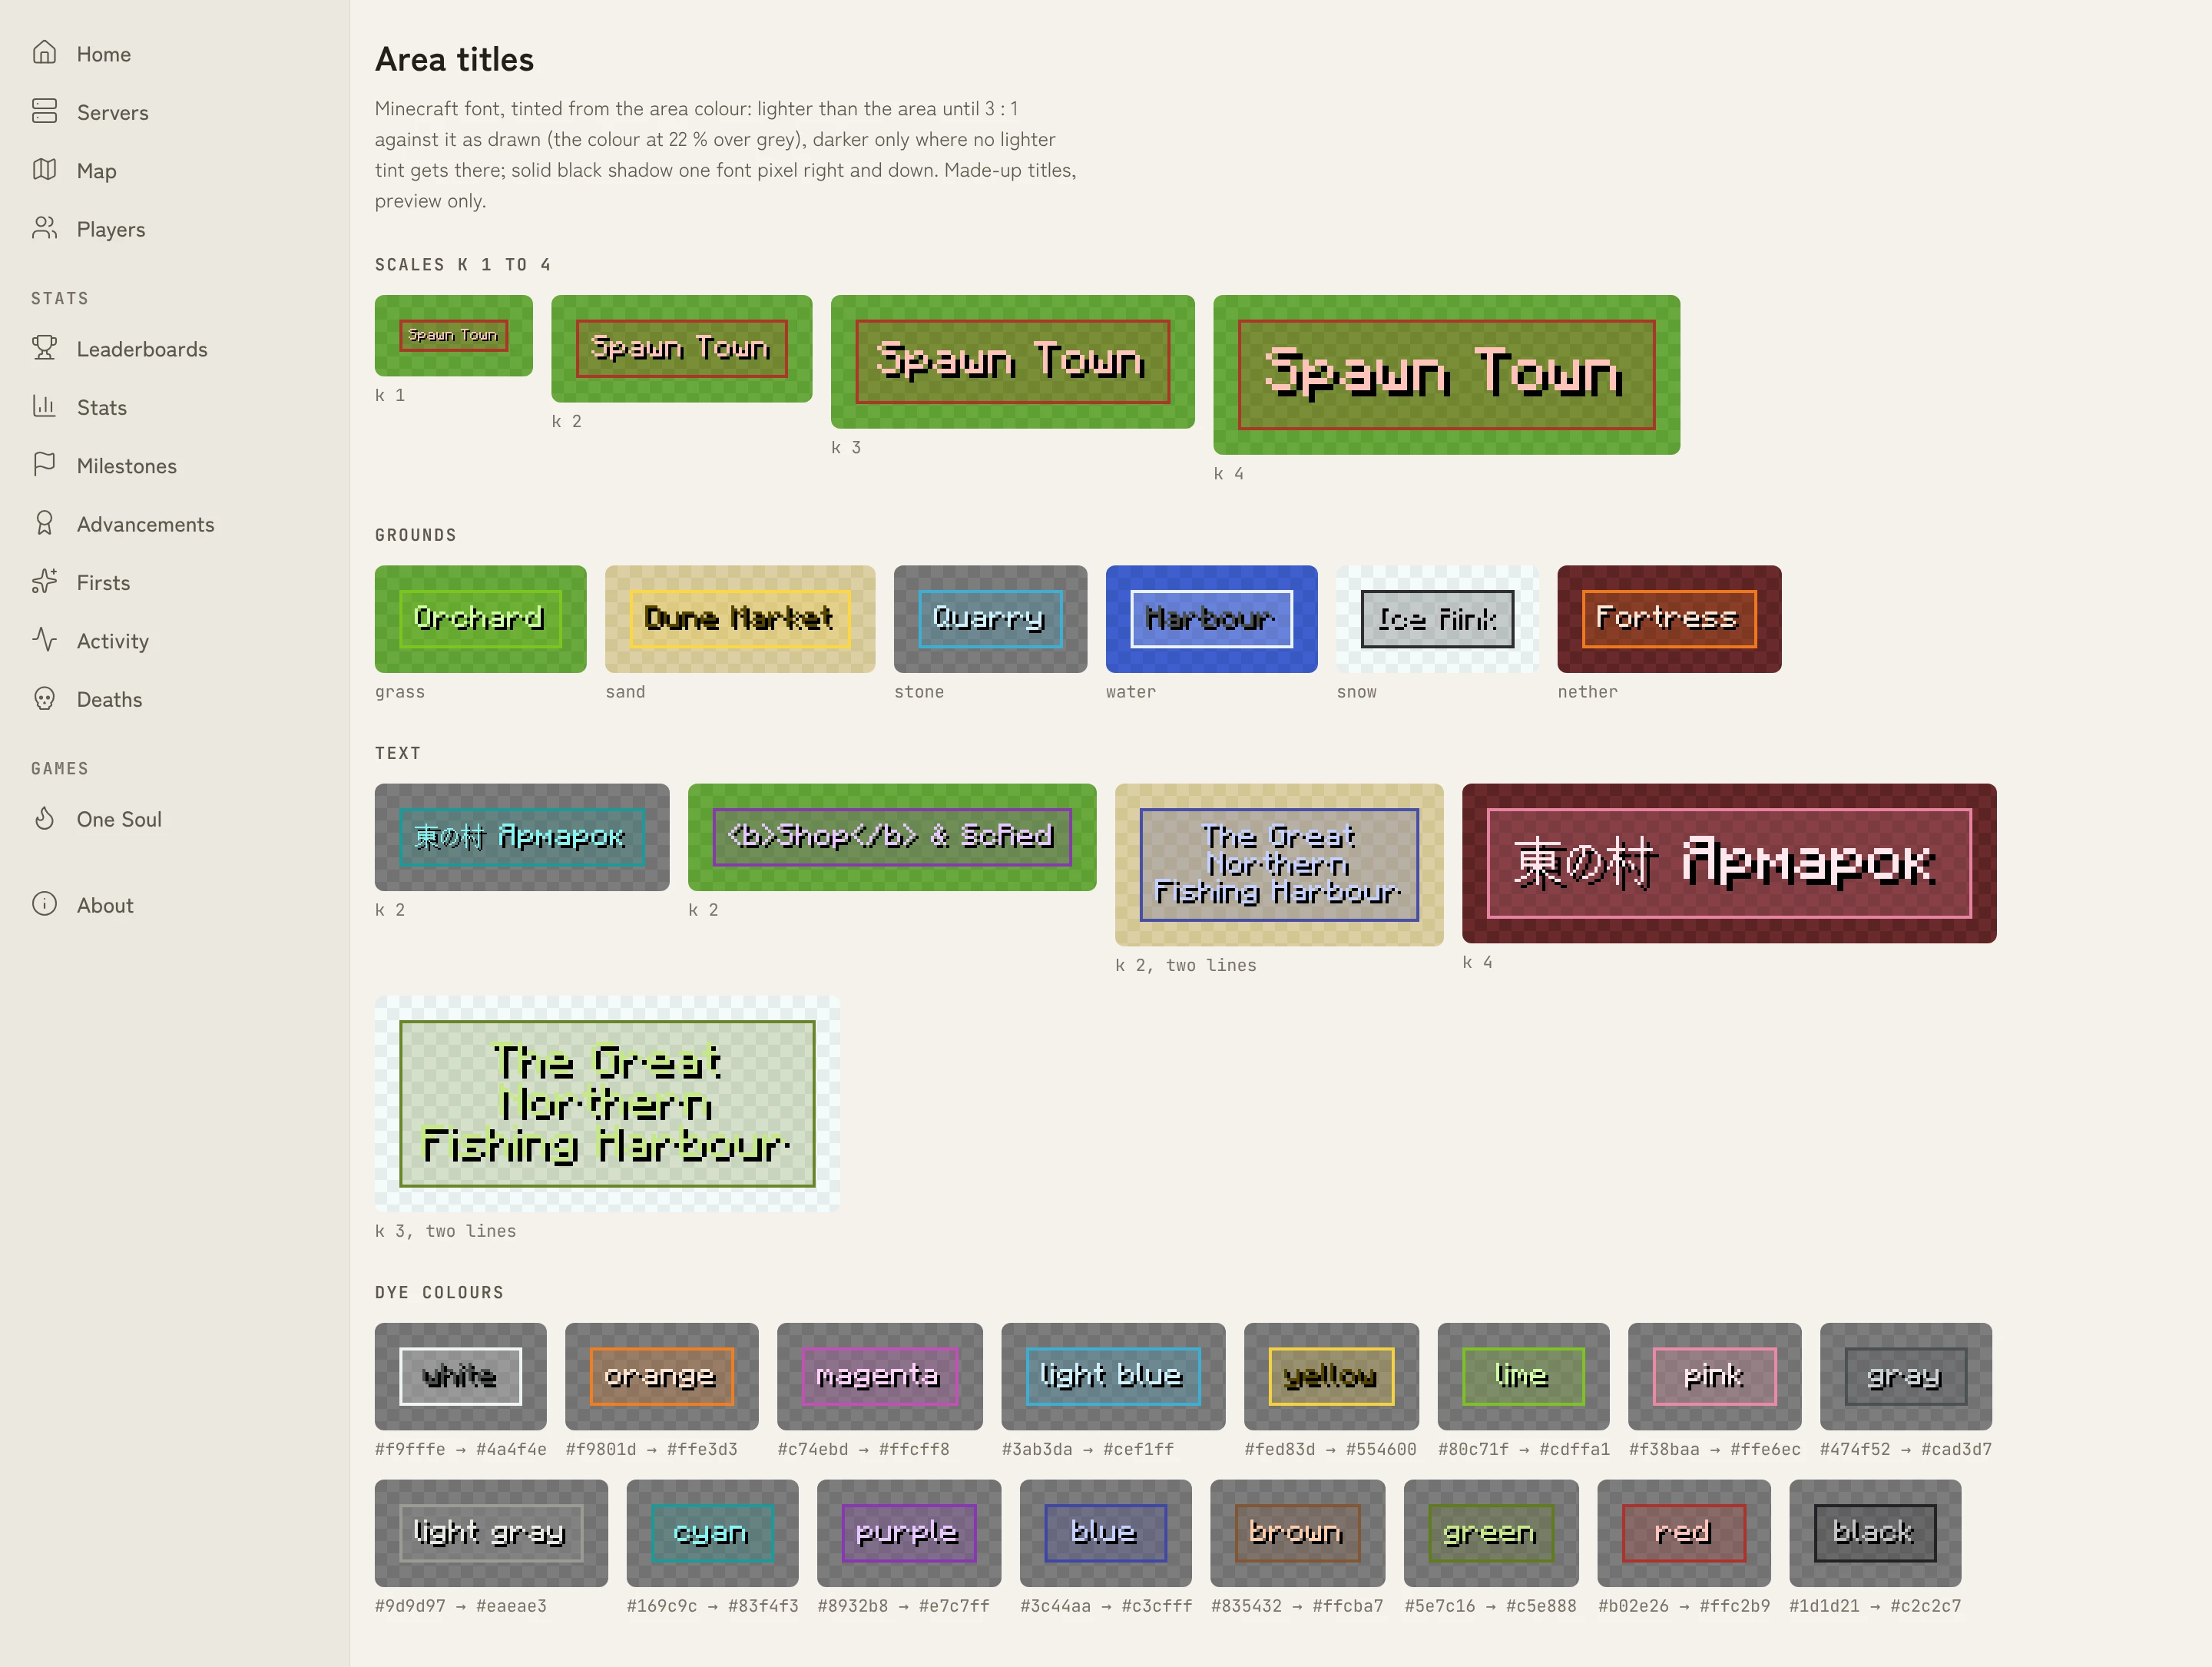 Home
Servers
Map
Players
STATS
Leaderboards
Stats
Milestones
Advancements
Firsts
Activity
Deaths
GAMES
One Soul
About
Area titles
Minecraft font, tinted from the area colour: lighter than the area until 3 : 1
against it as drawn (the colour at 22 % over grey), darker only where no lighter
tint gets there; solid black shadow one font pixel right and down. Made-up titles,
preview only.
SCALES K 1 TO 4
Spawn Town
k 1
Spawn Town
k 2
Spawn Town
k 3
Spawn Town
k 4
GROUNDS
Orchard
grass
Dune Market
sand
Quarry
stone
Harbour
water
Ice Rink
snow
Fortress
nether
TEXT
東の村 Ярмарок
k 2
<b>Shop</b> &
k 2
The Great
Northern
Fishing Harbour
k 2, two lines
東の村 Ярмарок
k 4
The Great
Northern
Fishing Harbour
k 3, two lines
DYE COLOURS
white
#f9fffe → #4a4f4e
orange
#f9801d → #ffe3d3
magenta
#c74ebd → #ffcff8
light blue
#3ab3da → #cef1ff
yellow
#fed83d → #554600
lime
#80c71f → #cdffa1
pink
#f38baa → #ffe6ec
gray
#474f52 → #cad3d7
light gray
#9d9d97 → #eaeae3
cyan
#169c9c → #83f4f3
purple
#8932b8 → #e7c7ff
blue
#3c44aa → #c3cfff
brown
#835432 → #ffcba7
green
#5e7c16 → #c5e888
red
#b02e26 → #ffc2b9
black
#1d1d21 → #c2c2c7